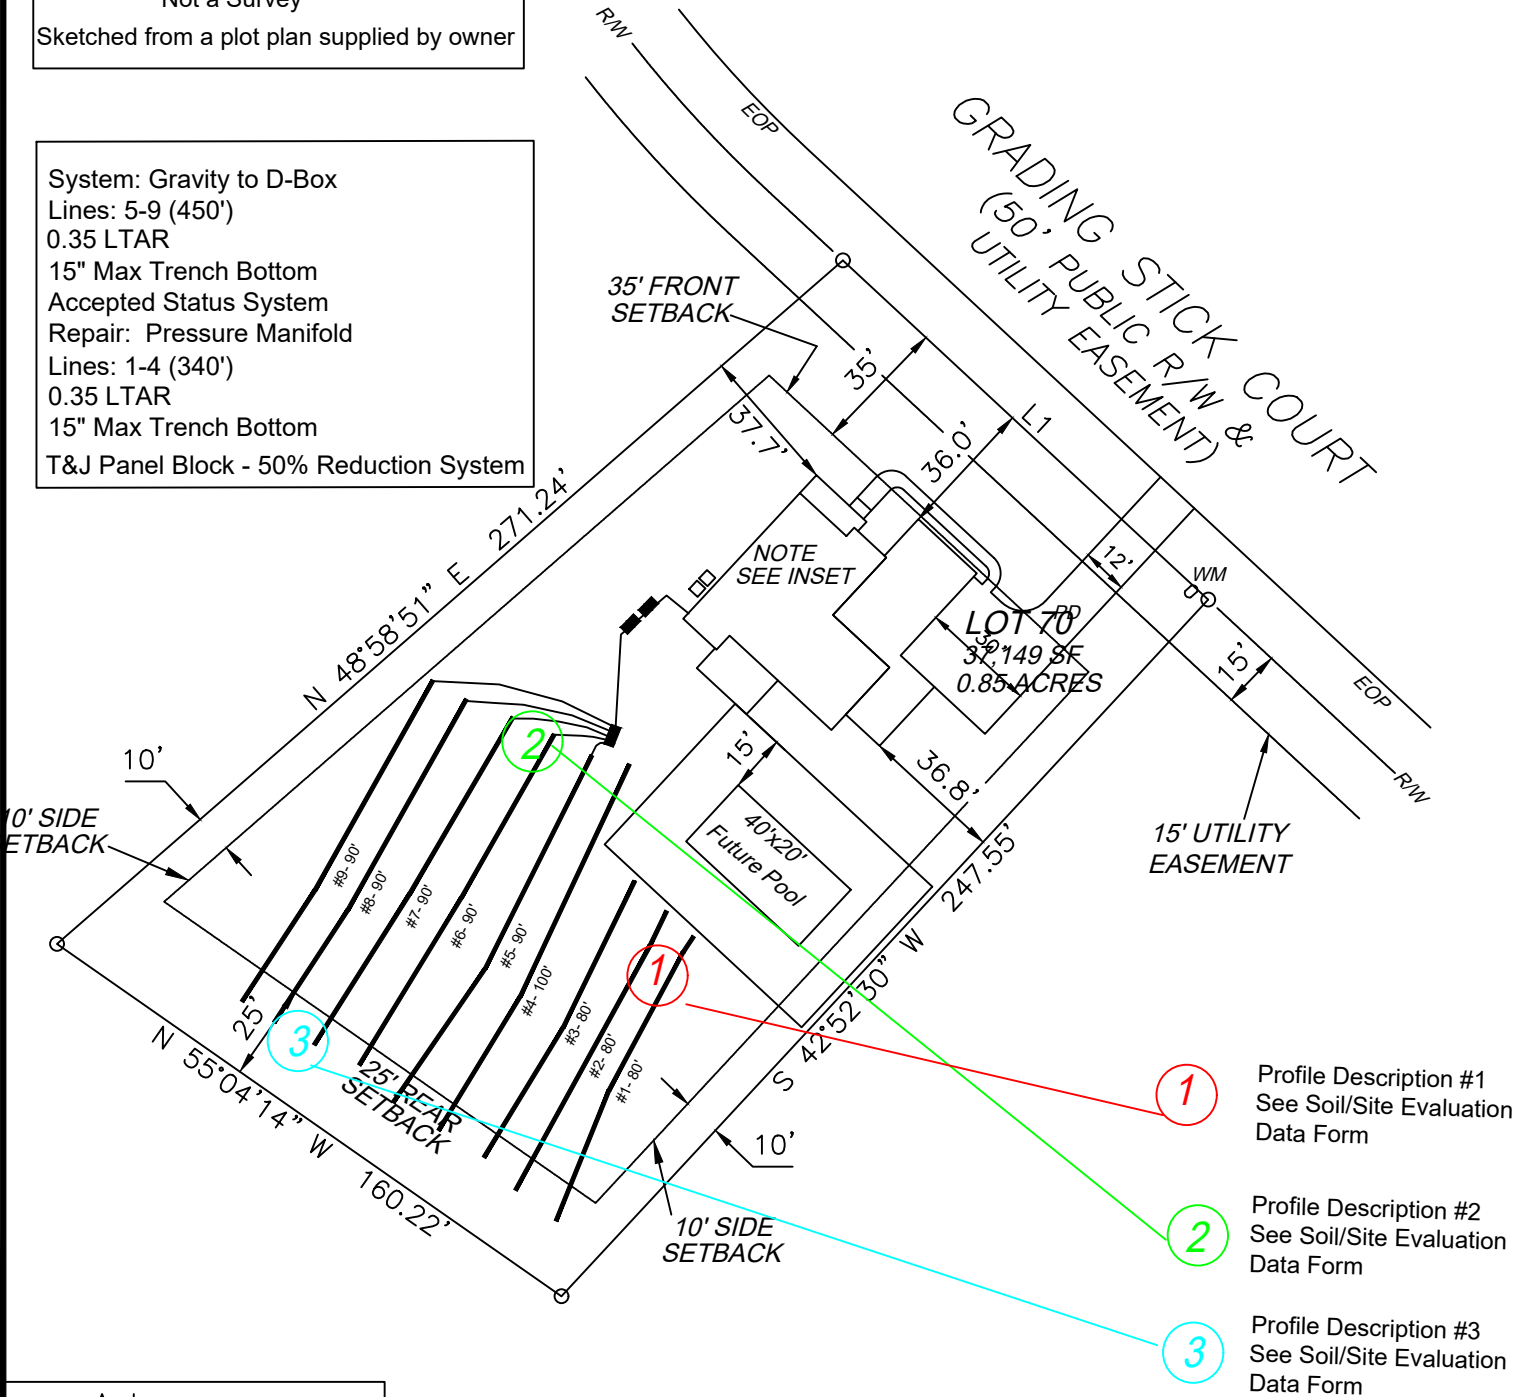 Not a Survey
Sketched from a plot plan supplied by owner
System: Gravity to D-Box
Lines: 5-9 (450')
0.35 LTAR
15" Max Trench Bottom
Accepted Status System
Repair: Pressure Manifold
Lines: 1-4 (340')
0.35 LTAR
15" Max Trench Bottom
T&J Panel Block - 50% Reduction System
R/W
EOP
GRADING STICK COURT
(50' PUBLIC R/W &
UTILITY EASEMENT)
35' FRONT
SETBACK
35'
37.7'
36.0'
L1
N 48°58'51" E 271.24'
NOTE
SEE INSET
12'
WM
PD
LOT 70
30'
37,149 SF
0.85 ACRES
15'
EOP
R/W
15' UTILITY
EASEMENT
10'
10' SIDE
ETBACK
2
15'
36.8'
40'x20'
Future Pool
S 42°52'30" W 247.55'
#9- 90'
#8- 90'
#7- 90'
#6- 90'
#5- 90'
#4- 100'
#3- 80'
#2- 80'
#1- 80'
1
25'
3
N 55°04'14" W 160.22'
25' REAR
SETBACK
10'
10' SIDE
SETBACK
1
Profile Description #1
See Soil/Site Evaluation
Data Form
2
Profile Description #2
See Soil/Site Evaluation
Data Form
3
Profile Description #3
See Soil/Site Evaluation
Data Form